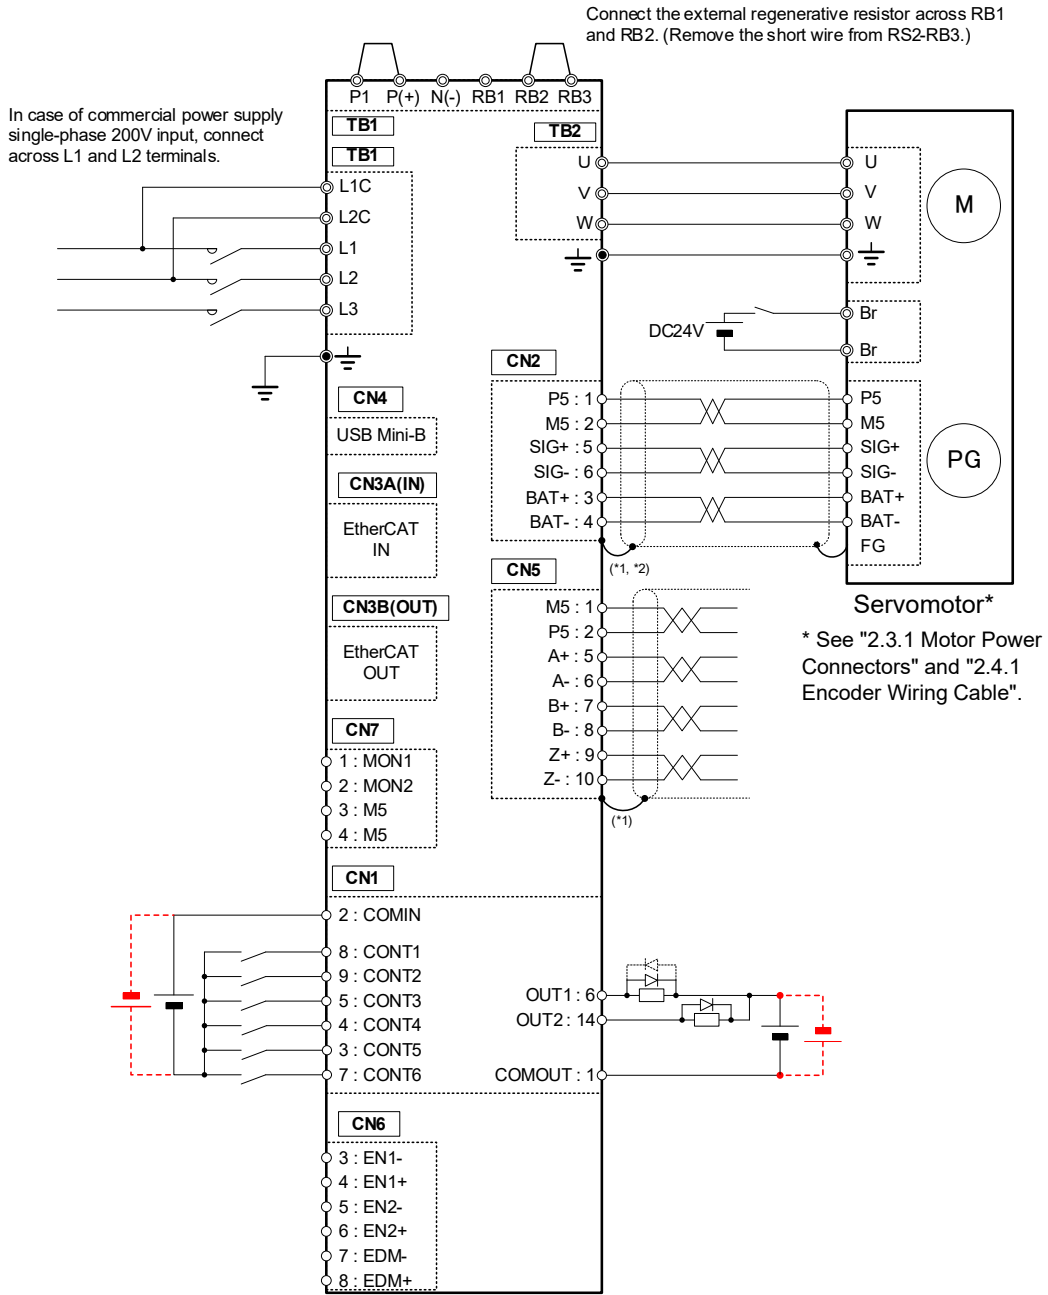 Connect the external regenerative resistor across RB1
and RB2. (Remove the short wire from RS2-RB3.)
P1 P(+) N(-) RB1 RB2 RB3
In case of commercial power supply
single-phase 200V input, connect
across L1 and L2 terminals.
TB1
TB1
L1C
L2C
L1
L2
L3
TB2
U
V
W
U
V
W
M
DC24V
Br
Br
CN2
P5 : 1
M5 : 2
SIG+ : 5
SIG- : 6
BAT+ : 3
BAT- : 4
(*1, *2)
P5
M5
SIG+
SIG-
BAT+
BAT-
FG
PG
Servomotor*
* See "2.3.1 Motor Power
Connectors" and "2.4.1
Encoder Wiring Cable".
CN4
USB Mini-B
CN3A(IN)
EtherCAT
IN
CN3B(OUT)
EtherCAT
OUT
CN5
M5 : 1
P5 : 2
A+ : 5
A- : 6
B+ : 7
B- : 8
Z+ : 9
Z- : 10
(*1)
CN7
1 : MON1
2 : MON2
3 : M5
4 : M5
CN1
2 : COMIN
8 : CONT1
9 : CONT2
5 : CONT3
4 : CONT4
3 : CONT5
7 : CONT6
OUT1 : 6
OUT2 : 14
COMOUT : 1
CN6
3 : EN1-
4 : EN1+
5 : EN2-
6 : EN2+
7 : EDM-
8 : EDM+